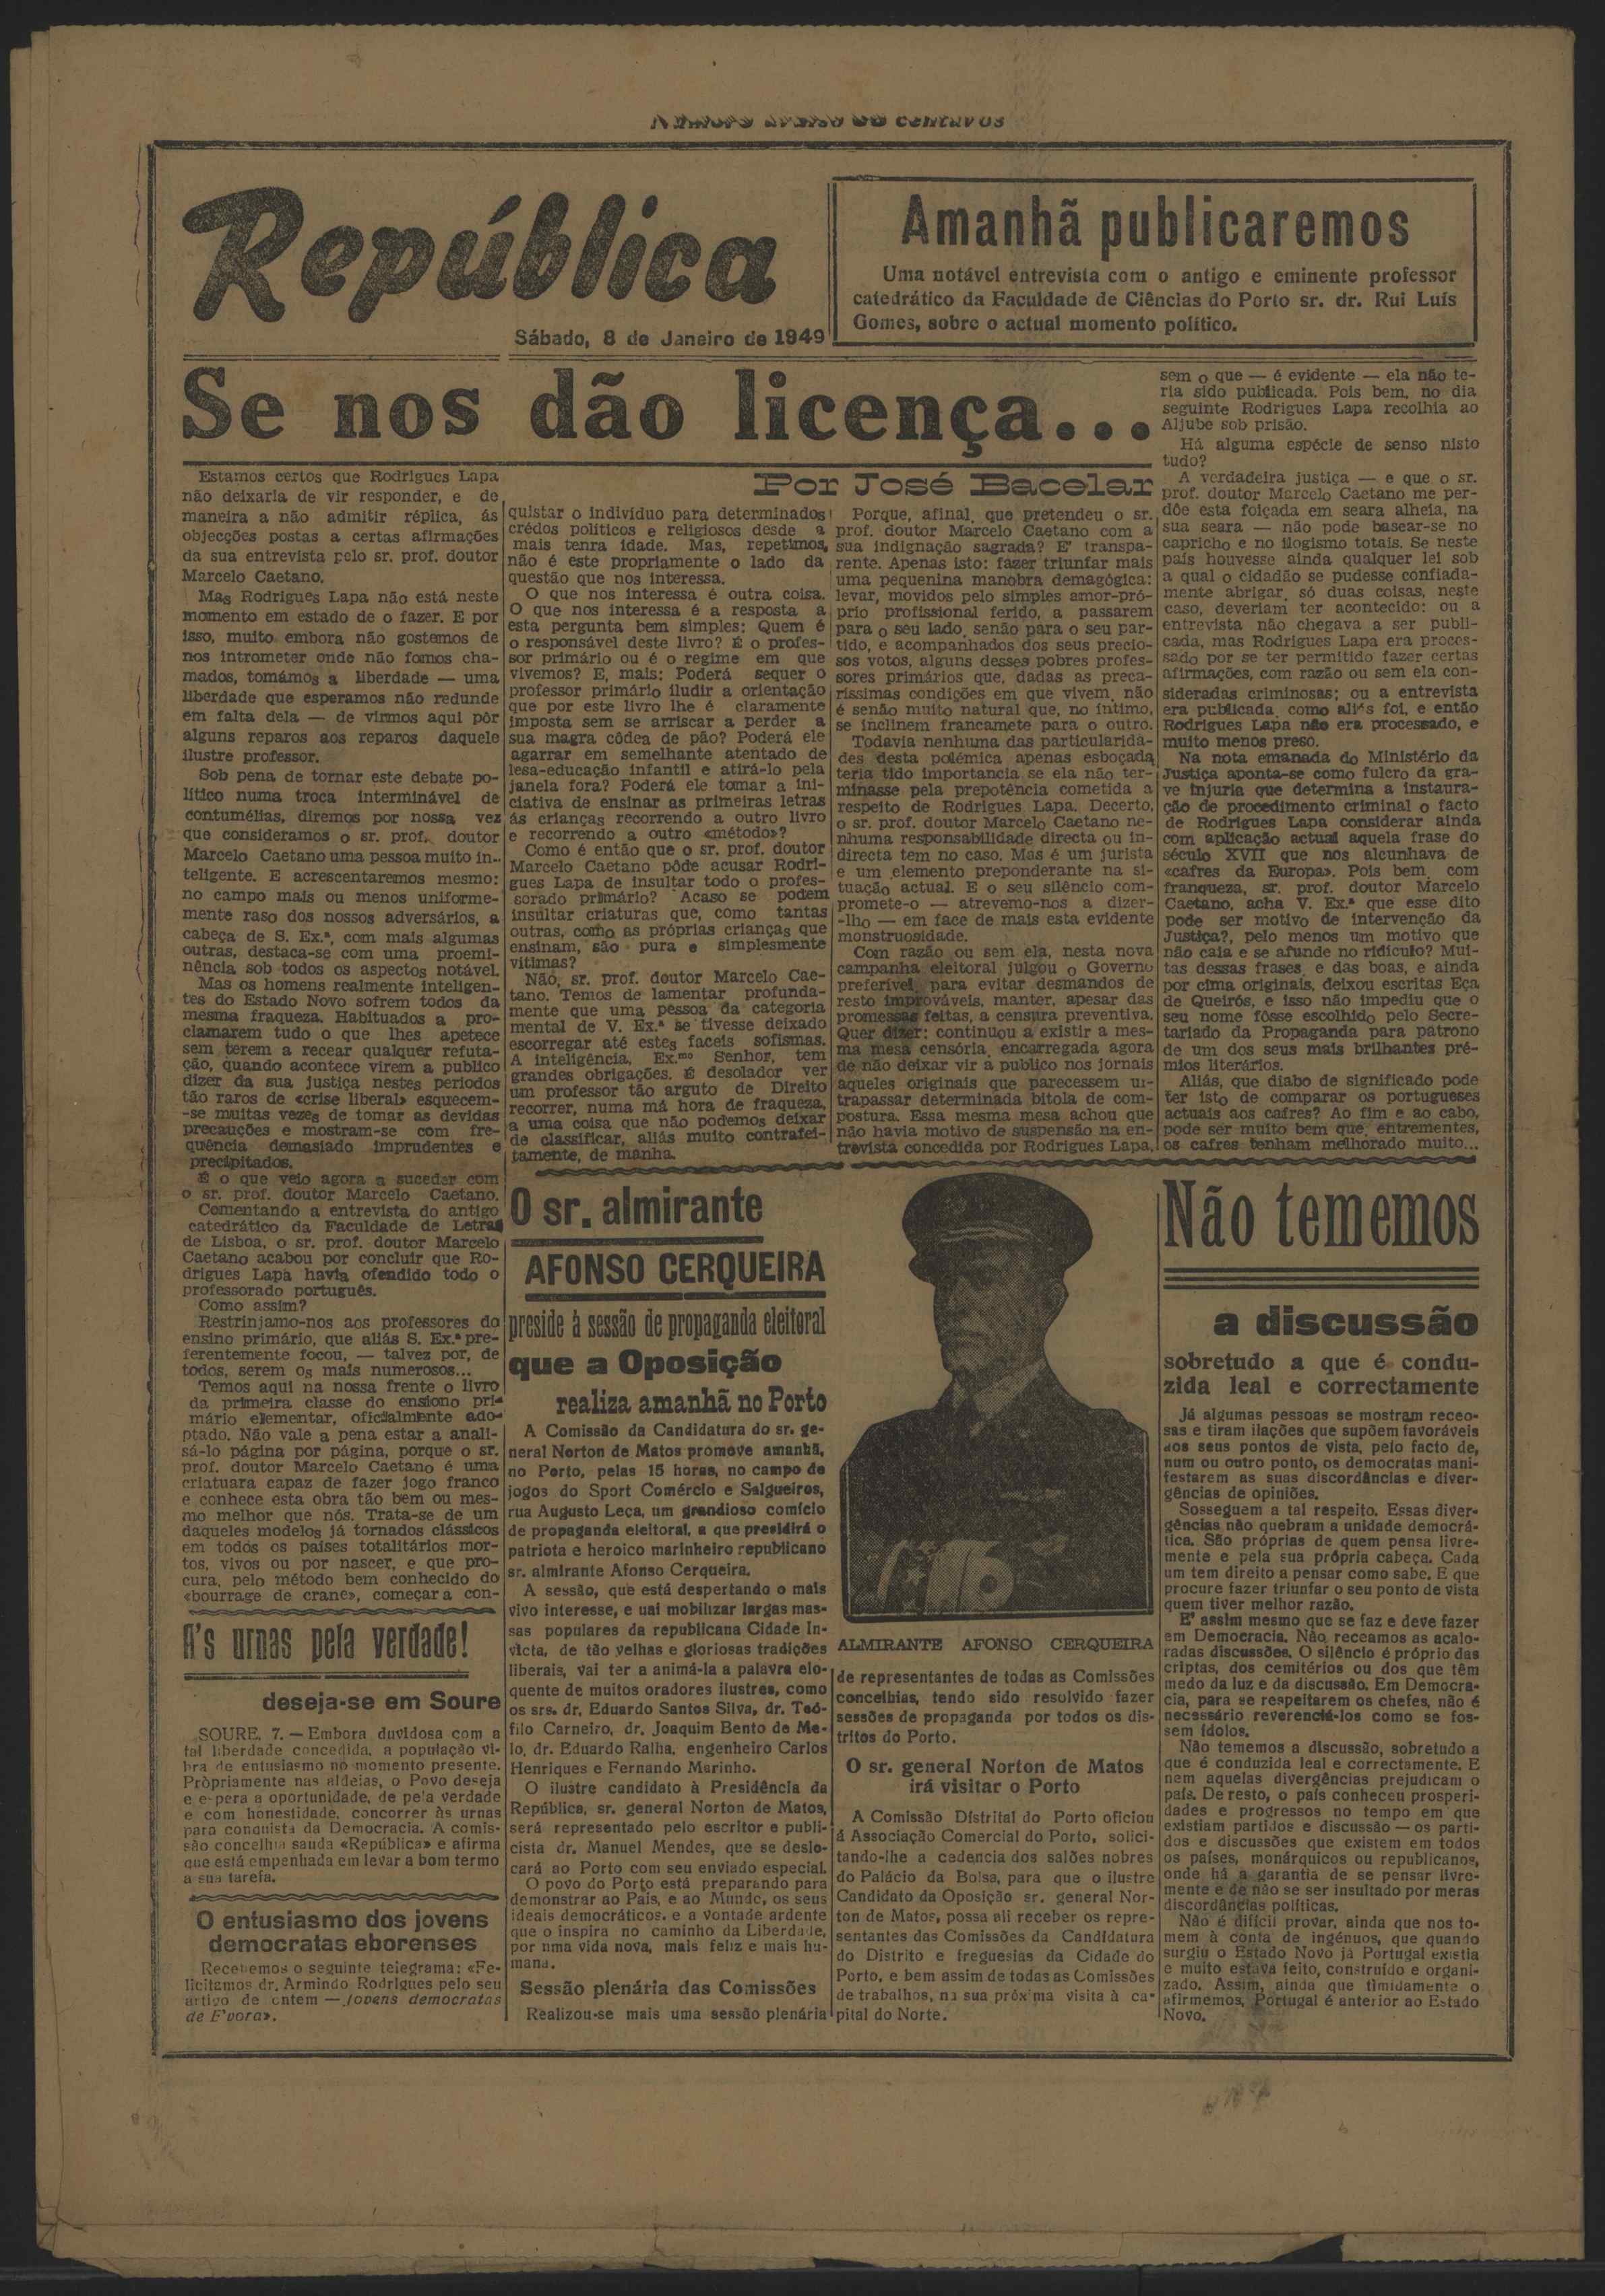 República
Sábado, 8 de Janeiro de 1949
Amanhã publicaremos
Uma notável entrevista com o antigo e eminente professor
catedrático da Faculdade de Ciências do Porto sr. dr. Rui Luís
Gomes, sobre o actual momento político.
Se nos dão licença...
Por José Bacelar
Estamos certos que Rodrigues Lapa
não deixaria de vir responder, e de
maneira a não admitir réplica, ás
objecções postas a certas afirmações
da sua entrevista pelo sr. prof. doutor
Marcelo Caetano.
Mas Rodrigues Lapa não está neste
momento em estado de o fazer. E por
isso, muito embora não gostemos de
nos intrometer onde não fomos cha-
mados, tomámos a liberdade — uma
liberdade que esperamos não redunde
em falta dela — de virmos aqui pôr
alguns reparos aos reparos daquele
ilustre professor.
Sob pena de tornar este debate po-
lítico numa troca interminável de
contumélias, diremos por nossa vez
que consideramos o sr. prof. doutor
Marcelo Caetano uma pessoa muito in-
teligente. E acrescentaremos mesmo:
no campo mais ou menos uniforme-
mente raso dos nossos adversários, a
cabeça de S. Ex.ª, com mais algumas
outras, destaca-se com uma proemi-
nência sob todos os aspectos notável.
Mas os homens realmente inteligen-
tes do Estado Novo sofrem todos da
mesma fraqueza. Habituados a pro-
clamarem tudo o que lhes apetece
sem terem a recear qualquer refuta-
ção, quando acontece virem a publico
dizer da sua justiça nestes periodos
tão raros de «crise liberal» esquecem-
-se muitas vezes de tomar as devidas
precauções e mostram-se com fre-
quência demasiado imprudentes e
precipitados.
É o que veio agora a suceder com
o sr. prof. doutor Marcelo Caetano.
Comentando a entrevista do antigo
catedrático da Faculdade de Letras
de Lisboa, o sr. prof. doutor Marcelo
Caetano acabou por concluir que Ro-
drigues Lapa havia ofendido todo o
professorado português.
Como assim?
Restrinjamo-nos aos professores do
ensino primário, que aliás S. Ex.ª pre-
ferentemente focou, — talvez por, de
todos, serem os mais numerosos...
Temos aqui na nossa frente o livro
da primeira classe do ensiono pri-
mário elementar, oficialmente ado-
ptado. Não vale a pena estar a anali-
sá-lo página por página, porque o sr.
prof. doutor Marcelo Caetano é uma
criatuara capaz de fazer jogo franco
e conhece esta obra tão bem ou mes-
mo melhor que nós. Trata-se de um
daqueles modelos já tornados clássicos
em todos os países totalitários mor-
tos, vivos ou por nascer, e que pro-
cura, pelo método bem conhecido do
«bourrage de crane», começar a con-
quistar o indivíduo para determinados
crédos politicos e religiosos desde a
mais tenra idade. Mas, repetimos,
não é este propriamente o lado da
questão que nos interessa.
O que nos interessa é outra coisa.
O que nos interessa é a resposta a
esta pergunta bem simples: Quem é
o responsável deste livro? É o profes-
sor primário ou é o regime em que
vivemos? E, mais: Poderá sequer o
professor primário iludir a orientação
que por este livro lhe é claramente
imposta sem se arriscar a perder a
sua magra côdea de pão? Poderá ele
agarrar em semelhante atentado de
lesa-educação infantil e atirá-lo pela
janela fora? Poderá ele tomar a ini-
ciativa de ensinar as primeiras letras
ás crianças recorrendo a outro livro
e recorrendo a outro «método»?
Como é então que o sr. prof. doutor
Marcelo Caetano pôde acusar Rodri-
gues Lapa de insultar todo o profes-
sorado primário? Acaso se podem
insultar criaturas que, como tantas
outras, como as próprias crianças que
ensinam, são pura e simplesmente
vitimas?
Não, sr. prof. doutor Marcelo Cae-
tano. Temos de lamentar profunda-
mente que uma pessoa da categoria
mental de V. Ex.ª se tivesse deixado
escorregar até estes faceis sofismas.
A inteligência, Ex.mo Senhor, tem
grandes obrigações. É desolador ver
um professor tão arguto de Direito
recorrer, numa má hora de fraqueza,
a uma coisa que não podemos deixar
de classificar, aliás muito contrafei-
tamente, de manha.
Porque, afinal, que pretendeu o sr.
prof. doutor Marcelo Caetano com a
sua indignação sagrada? E' transpa-
rente. Apenas isto: fazer triunfar mais
uma pequenina manobra demagógica:
levar, movidos pelo simples amor-pró-
prio profissional ferido, a passarem
para o seu lado, senão para o seu par-
tido, e acompanhados dos seus precio-
sos votos, alguns desses pobres profes-
sores primários que, dadas as preca-
ríssimas condições em que vivem, não
é senão muito natural que, no íntimo,
se inclinem francamete para o outro.
Todavia nenhuma das particularida-
des desta polémica apenas esboçada
teria tido importancia se ela não ter-
minasse pela prepotência cometida a
respeito de Rodrigues Lapa. Decerto,
o sr. prof. doutor Marcelo Caetano ne-
nhuma responsabilidade directa ou in-
directa tem no caso. Mas é um jurista
e um elemento preponderante na si-
tuação actual. E o seu silêncio com-
promete-o — atrevemo-nos a dizer-
-lho — em face de mais esta evidente
monstruosidade.
Com razão ou sem ela, nesta nova
campanha eleitoral julgou o Governo
preferivel, para evitar desmandos de
resto improváveis, manter, apesar das
promessas feitas, a censura preventiva.
Quer dizer: continuou a existir a mes-
ma mesa censória, encarregada agora
de não deixar vir a publico nos jornais
aqueles originais que parecessem ul-
trapassar determinada bitola de com-
postura. Essa mesma mesa achou que
não havia motivo de suspensão na en-
trevista concedida por Rodrigues Lapa,
sem o que — é evidente — ela não te-
ria sido publicada. Pois bem, no dia
seguinte Rodrigues Lapa recolhia ao
Aljube sob prisão.
Há alguma espécie de senso nisto
tudo?
A verdadeira justiça — e que o sr.
prof. doutor Marcelo Caetano me per-
dôe esta foiçada em seara alheia, na
sua seara — não pode basear-se no
capricho e no ilogismo totais. Se neste
país houvesse ainda qualquer lei sob
a qual o cidadão se pudesse confiada-
mente abrigar, só duas coisas, neste
caso, deveriam ter acontecido: ou a
entrevista não chegava a ser publi-
cada, mas Rodrigues Lapa era proces-
sado por se ter permitido fazer certas
afirmações, com razão ou sem ela con-
sideradas criminosas; ou a entrevista
era publicada, como aliás foi, e então
Rodrigues Lapa não era processado, e
muito menos preso.
Na nota emanada do Ministério da
Justiça aponta-se como fulcro da gra-
ve injuria que determina a instaura-
ção de procedimento criminal o facto
de Rodrigues Lapa considerar ainda
com aplicação actual aquela frase do
século XVII que nos alcunhava de
«cafres da Europa». Pois bem, com
franqueza, sr. prof. doutor Marcelo
Caetano, acha V. Ex.ª que esse dito
pode ser motivo de intervenção da
Justiça?, pelo menos um motivo que
não caia e se afunde no ridículo? Mui-
tas dessas frases, e das boas, e ainda
por cima originais, deixou escritas Eça
de Queirós, e isso não impediu que o
seu nome fôsse escolhido pelo Secre-
tariado da Propaganda para patrono
de um dos seus mais brilhantes pré-
mios literários.
Aliás, que diabo de significado pode
ter isto de comparar os portugueses
actuais aos cafres? Ao fim e ao cabo,
pode ser muito bem que, entrementes,
os cafres tenham melhorado muito...
A's urnas pela verdade!
deseja-se em Soure
SOURE, 7. — Embora duvidosa com a
tal liberdade concedida, a população vi-
bra de entusiasmo no momento presente.
Pròpriamente nas aldeias, o Povo deseja
e espera a oportunidade, de pela verdade
e com honestidade, concorrer às urnas
para conquista da Democracia. A comis-
são concelhia sauda «República» e afirma
que está empenhada em levar a bom termo
a sua tarefa.
O entusiasmo dos jovens
democratas eborenses
Recebemos o seguinte telegrama: «Fe-
licitamos dr. Armindo Rodrigues pelo seu
artigo de ontem — Jovens democratas
de E'vora».
O sr. almirante
AFONSO CERQUEIRA
preside à sessão de propaganda eleitoral
que a Oposição
realiza amanhã no Porto
A Comissão da Candidatura do sr. ge-
neral Norton de Matos promove amanhã,
no Porto, pelas 15 horas, no campo de
jogos do Sport Comércio e Salgueiros,
rua Augusto Leça, um grandioso comício
de propaganda eleitoral, a que presidirá o
patriota e heroico marinheiro republicano
sr. almirante Afonso Cerqueira.
A sessão, que está despertando o mais
vivo interesse, e uai mobilizar largas mas-
sas populares da republicana Cidade In-
victa, de tão velhas e gloriosas tradições
liberais, vai ter a animá-la a palavra elo-
quente de muitos oradores ilustres, como
os srs. dr. Eduardo Santos Silva, dr. Teó-
filo Carneiro, dr. Joaquim Bento de Me-
lo, dr. Eduardo Ralha, engenheiro Carlos
Henriques e Fernando Marinho.
O ilustre candidato à Presidência da
República, sr. general Norton de Matos,
será representado pelo escritor e publi-
cista dr. Manuel Mendes, que se deslo-
cará ao Porto com seu enviado especial.
O povo do Porto está preparando para
demonstrar ao País, e ao Mundo, os seus
ideais democráticos, e a vontade ardente
que o inspira no caminho da Liberdade,
por uma vida nova, mais feliz e mais hu-
mana.
Sessão plenária das Comissões
Realizou-se mais uma sessão plenária
ALMIRANTE AFONSO CERQUEIRA
de representantes de todas as Comissões
concelhias, tendo sido resolvido fazer
sessões de propaganda por todos os dis-
tritos do Porto.
O sr. general Norton de Matos
irá visitar o Porto
A Comissão Distrital do Porto oficiou
á Associação Comercial do Porto, solici-
tando-lhe a cadencia dos salões nobres
do Palácio da Bolsa, para que o ilustre
Candidato da Oposição sr. general Nor-
ton de Matos, possa ali receber os repre-
sentantes das Comissões da Candidatura
do Distrito e freguesias da Cidade do
Porto, e bem assim de todas as Comissões
de trabalhos, na sua próxima visita à ca-
pital do Norte.
Não tememos
a discussão
sobretudo a que é condu-
zida leal e correctamente
Já algumas pessoas se mostram receo-
sas e tiram ilações que supõem favoráveis
aos seus pontos de vista, pelo facto de,
num ou outro ponto, os democratas mani-
festarem as suas discordâncias e diver-
gências de opiniões.
Sosseguem a tal respeito. Essas diver-
gências não quebram a unidade democrá-
tica. São próprias de quem pensa livre-
mente e pela sua própria cabeça. Cada
um tem direito a pensar como sabe. E que
procure fazer triunfar o seu ponto de vista
quem tiver melhor razão.
E' assim mesmo que se faz e deve fazer
em Democracia. Não receamos as acalo-
radas discussões. O silêncio é próprio das
criptas, dos cemitérios ou dos que têm
medo da luz e da discussão. Em Democra-
cia, para se respeitarem os chefes, não é
necessário reverenciá-los como se fos-
sem ídolos.
Não tememos a discussão, sobretudo a
que é conduzida leal e correctamente. E
nem aquelas divergências prejudicam o
país. De resto, o país conheceu prosperi-
dades e progressos no tempo em que
existiam partidos e discussão — os parti-
dos e discussões que existem em todos
os países, monárquicos ou republicanos,
onde há a garantia de se pensar livre-
mente e de não se ser insultado por meras
discordâncias políticas.
Não é difícil provar, ainda que nos to-
mem à conta de ingénuos, que quando
surgiu o Estado Novo já Portugal existia
e muito estava feito, construído e organi-
zado. Assim, ainda que timidamente o
afirmemos, Portugal é anterior ao Estado
Novo.